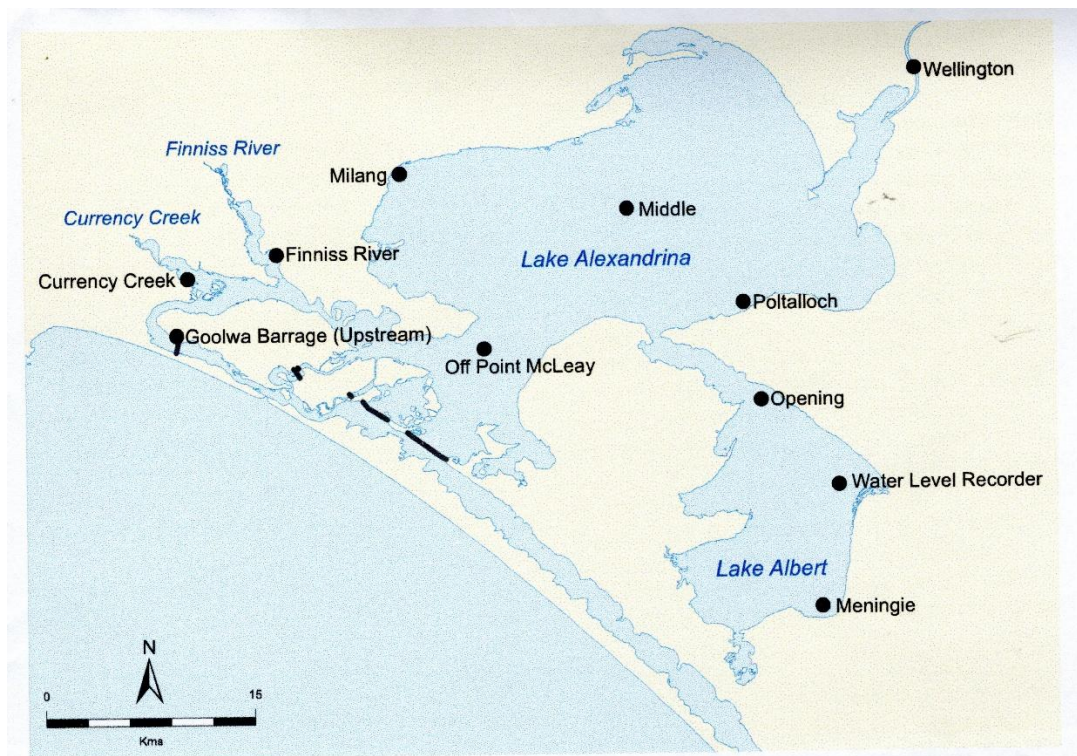 Wellington
Finniss River
Milang
Middle
Currency Creek
Finniss River
Lake Alexandrina
Currency Creek
Poltalloch
Goolwa Barrage (Upstream)
Off Point McLeay
Opening
Water Level Recorder
Lake Albert
Meningie
N
0 15
Kms